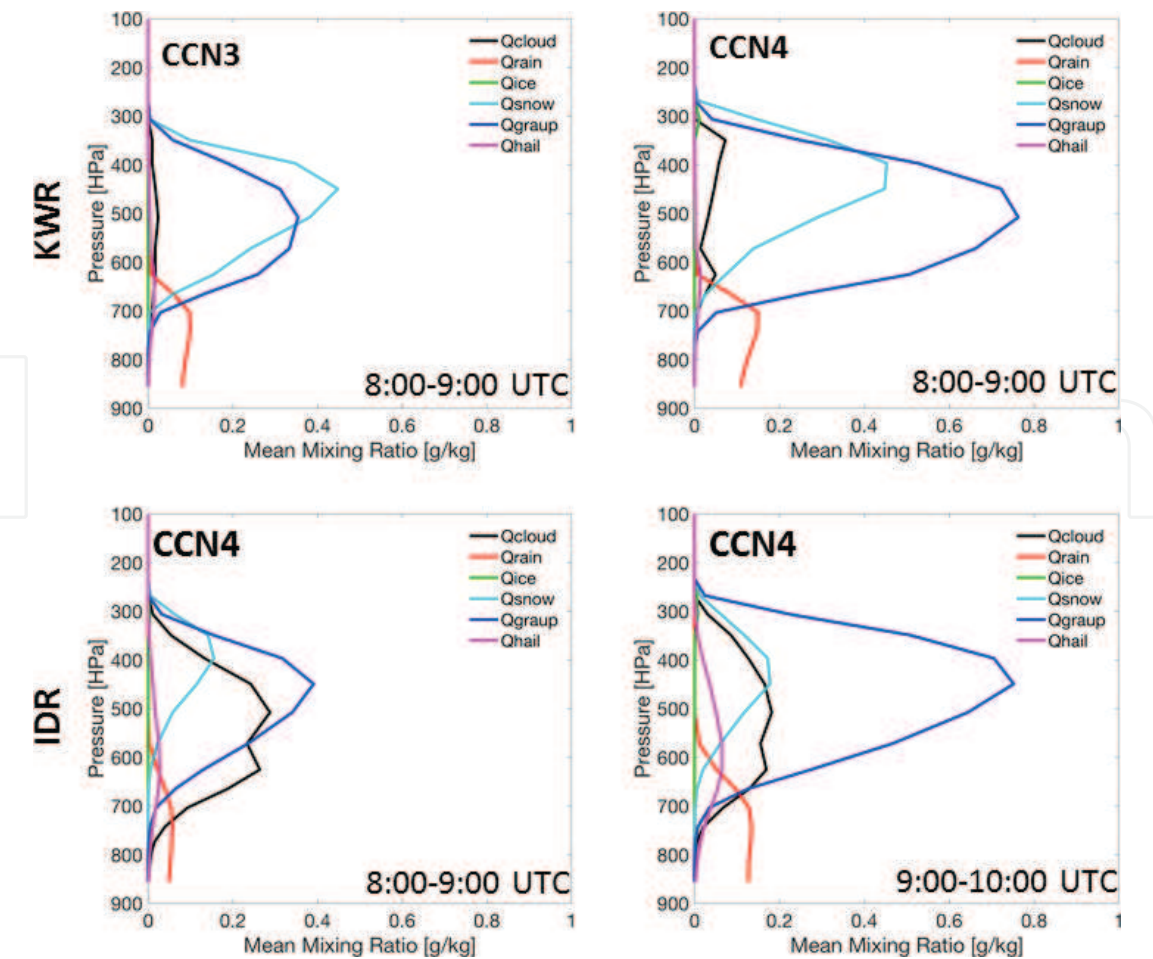 KWR
CCN3
Qcloud
Qrain
Qice
Qsnow
Qgraup
Qhail
100
200
300
400
500
600
700
800
900
Pressure [HPa]
8:00-9:00 UTC
0 0.2 0.4 0.6 0.8 1
Mean Mixing Ratio [g/kg]
CCN4
Qcloud
Qrain
Qice
Qsnow
Qgraup
Qhail
100
200
300
400
500
600
700
800
900
Pressure [HPa]
8:00-9:00 UTC
0 0.2 0.4 0.6 0.8 1
Mean Mixing Ratio [g/kg]
IDR
CCN4
Qcloud
Qrain
Qice
Qsnow
Qgraup
Qhail
100
200
300
400
500
600
700
800
900
Pressure [HPa]
8:00-9:00 UTC
0 0.2 0.4 0.6 0.8 1
Mean Mixing Ratio [g/kg]
CCN4
Qcloud
Qrain
Qice
Qsnow
Qgraup
Qhail
100
200
300
400
500
600
700
800
900
Pressure [HPa]
9:00-10:00 UTC
0 0.2 0.4 0.6 0.8 1
Mean Mixing Ratio [g/kg]